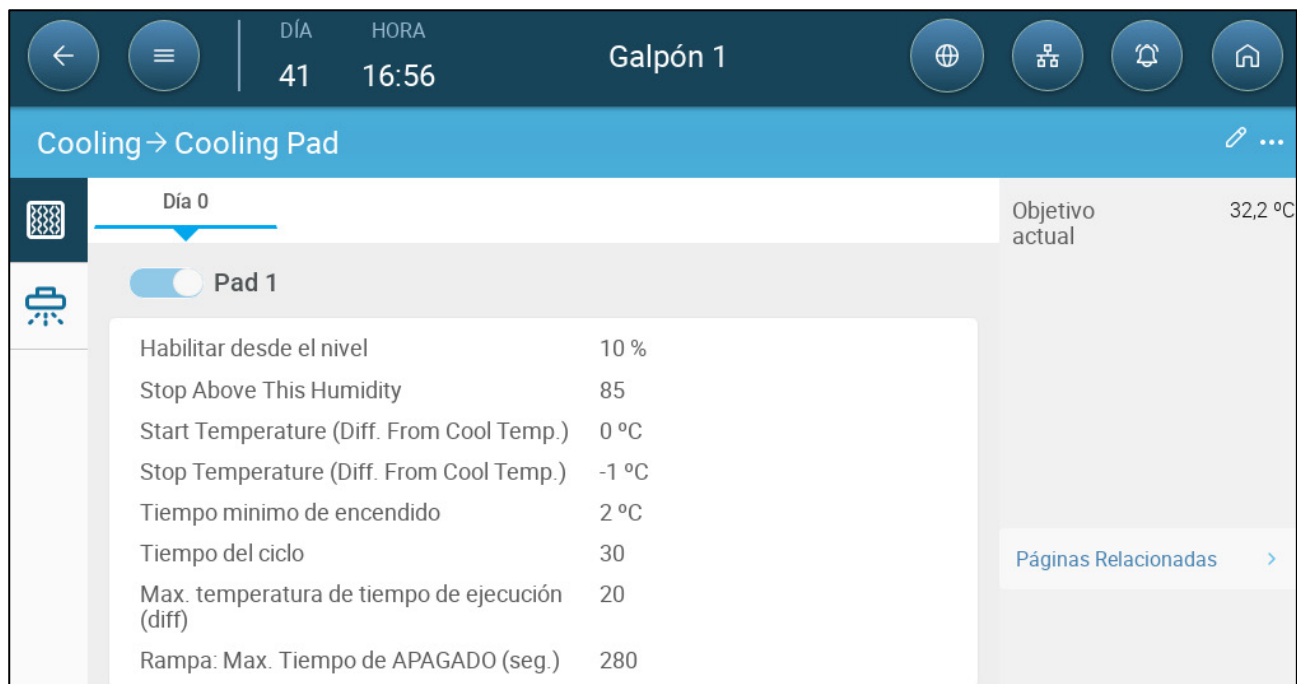 DÍA HORA
41 16:56
Galpón 1
Cooling → Cooling Pad
Día 0
Pad 1
Habilitar desde el nivel 10 %
Stop Above This Humidity 85
Start Temperature (Diff. From Cool Temp.) 0 ºC
Stop Temperature (Diff. From Cool Temp.) -1 ºC
Tiempo minimo de encendido 2 ºC
Tiempo del ciclo 30
Max. temperatura de tiempo de ejecución 20
(diff)
Rampa: Max. Tiempo de APAGADO (seg.) 280
Objetivo 32,2 ºC
actual
Páginas Relacionadas